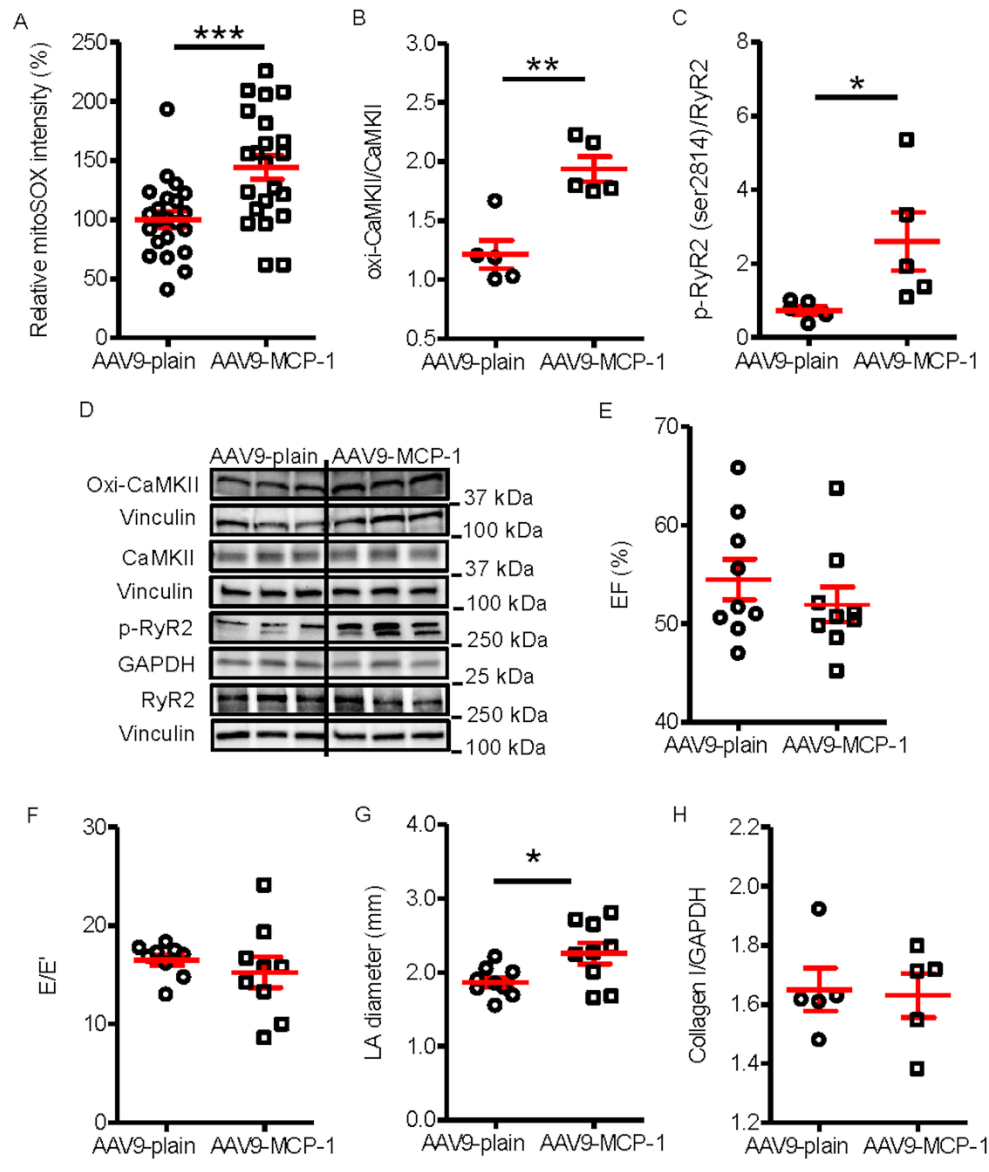 A
***
Relative mitoSOX intensity (%)
250
200
150
100
50
0
AAV9-plain AAV9-MCP-1
B
**
oxi-CaMKII/CaMKII
3.0
2.5
2.0
1.5
1.0
0.5
AAV9-plain AAV9-MCP-1
C
*
p-RyR2 (ser2814)/RyR2
8
6
4
2
0
AAV9-plain AAV9-MCP-1
D
AAV9-plain AAV9-MCP-1
Oxi-CaMKII
37 kDa
Vinculin
100 kDa
CaMKII
37 kDa
Vinculin
100 kDa
p-RyR2
250 kDa
GAPDH
25 kDa
RyR2
250 kDa
Vinculin
100 kDa
E
EF (%)
70
60
50
40
AAV9-plain AAV9-MCP-1
F
E/E'
30
20
10
0
AAV9-plain AAV9-MCP-1
G
*
LA diameter (mm)
4.0
3.0
2.0
1.0
0.0
AAV9-plain AAV9-MCP-1
H
Collagen I/GAPDH
2.2
2.0
1.8
1.6
1.4
1.2
AAV9-plain AAV9-MCP-1